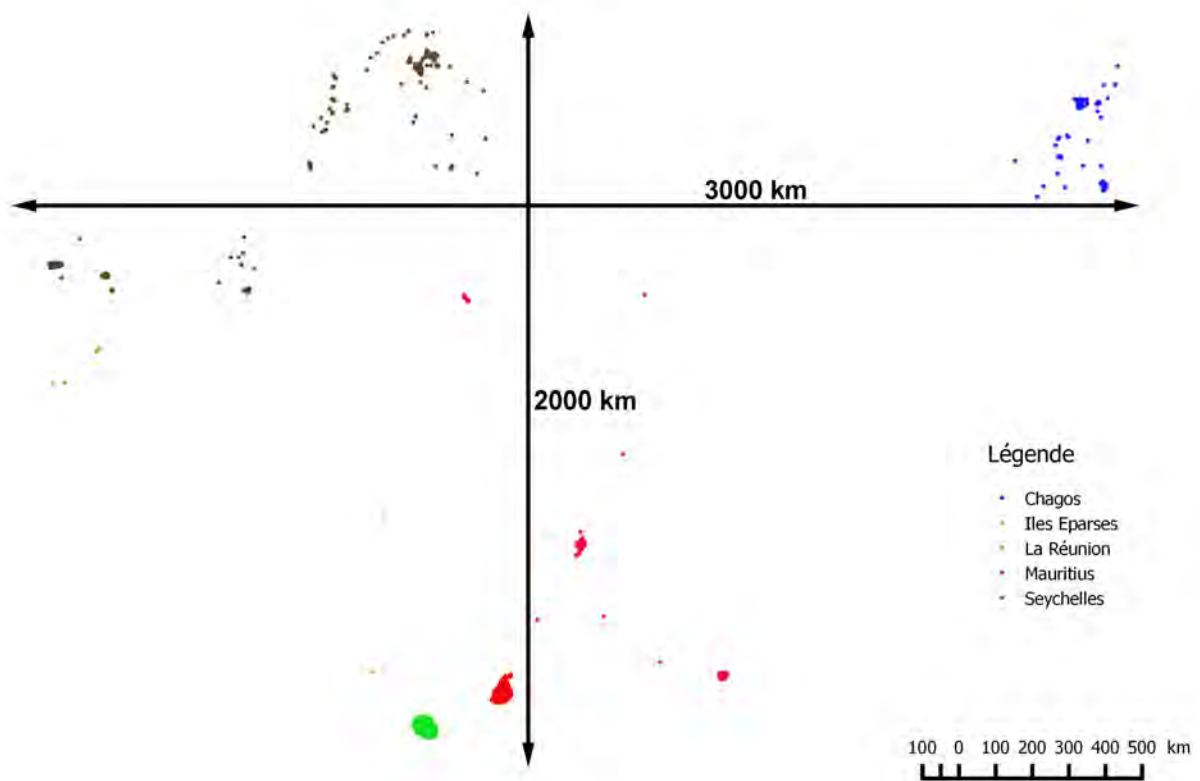 3000 km
2000 km
Légende
Chagos
Iles Eparses
La Réunion
Mauritius
Seychelles
100 0 100 200 300 400 500 km